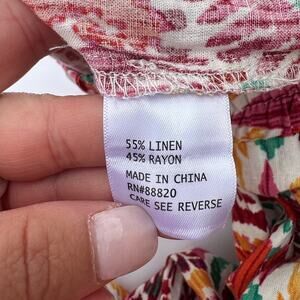 55% LINEN
45% RAYON
MADE IN CHINA
RN#88820
CARE SEE REVERSE